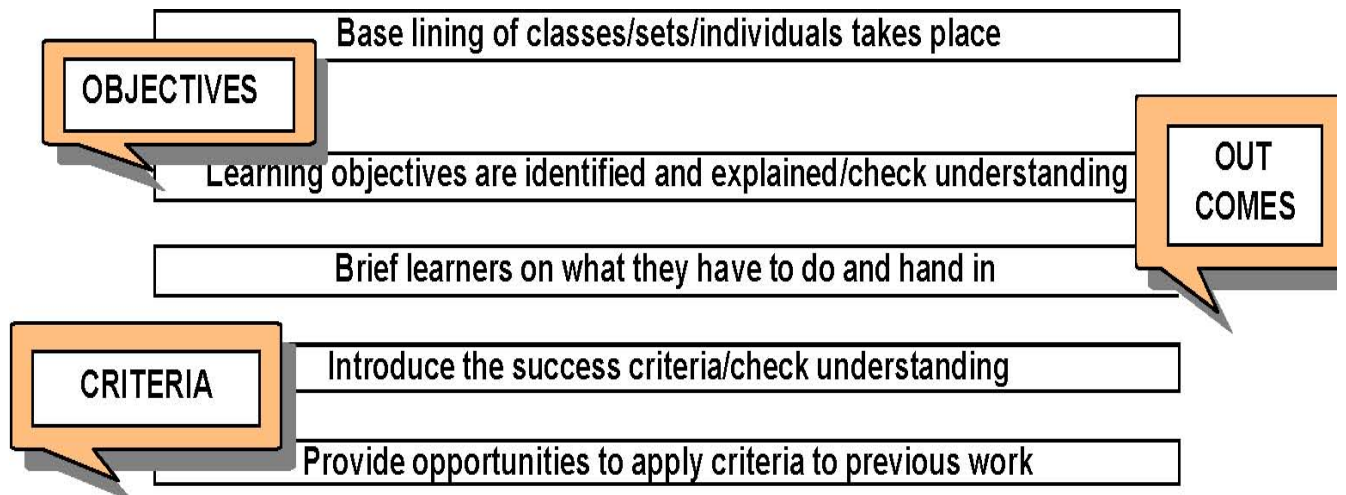 Base lining of classes/sets/individuals takes place
OBJECTIVES
Learning objectives are identified and explained/check understanding
OUT
COMES
Brief learners on what they have to do and hand in
Introduce the success criteria/check understanding
CRITERIA
Provide opportunities to apply criteria to previous work